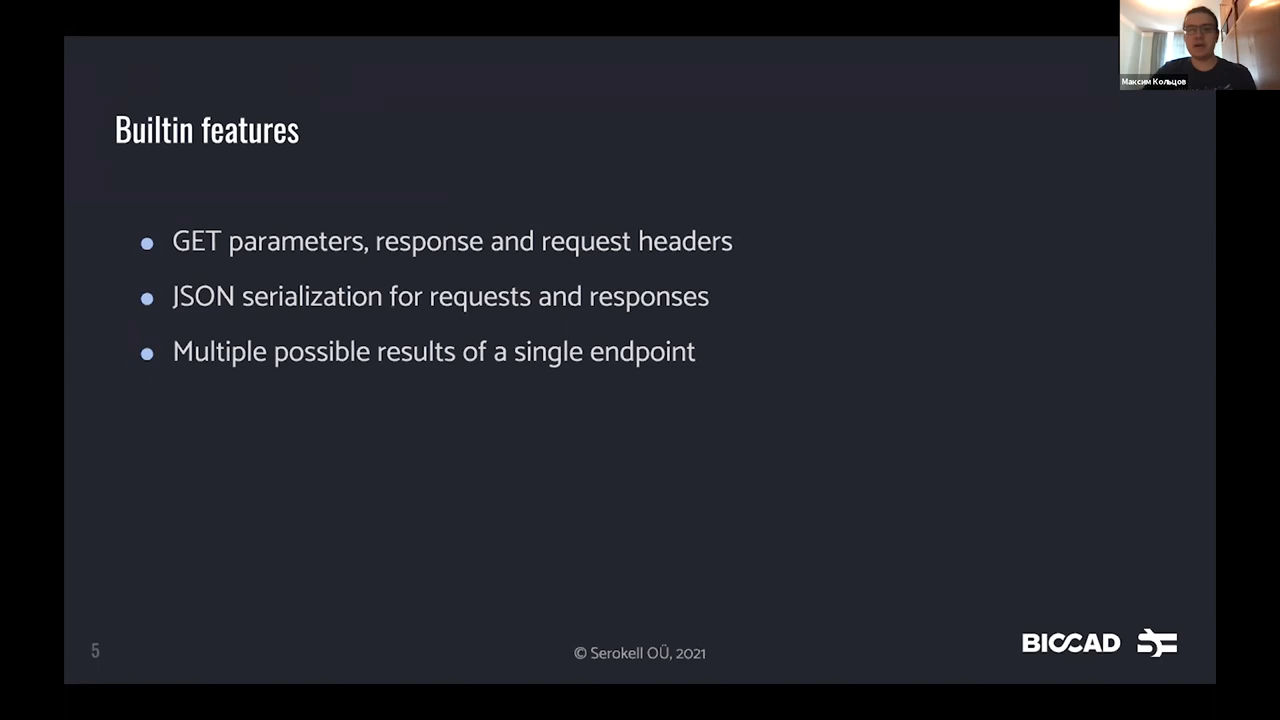 Максим Кольцов
Builtin features
GET parameters, response and request headers
JSON serialization for requests and responses
Multiple possible results of a single endpoint
5
© Serokell OÜ, 2021
BIOCAD